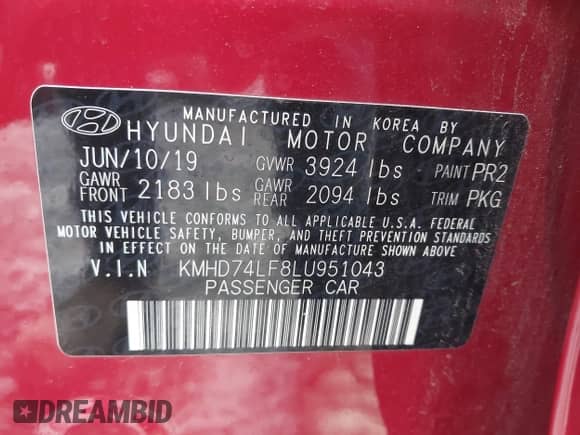 MANUFACTURED IN KOREA BY
HYUNDAI MOTOR COMPANY
JUN/10/19 GVWR 3924 lbs PAINT PR2
GAWR FRONT 2183 lbs GAWR REAR 2094 lbs TRIM PKG
THIS VEHICLE CONFORMS TO ALL APPLICABLE U.S.A. FEDERAL
MOTOR VEHICLE SAFETY, BUMPER, AND THEFT PREVENTION STANDARDS
IN EFFECT ON THE DATE OF MANUFACTURE SHOWN ABOVE
V.I.N KMHD74LF8LU951043
PASSENGER CAR
DREAMBID